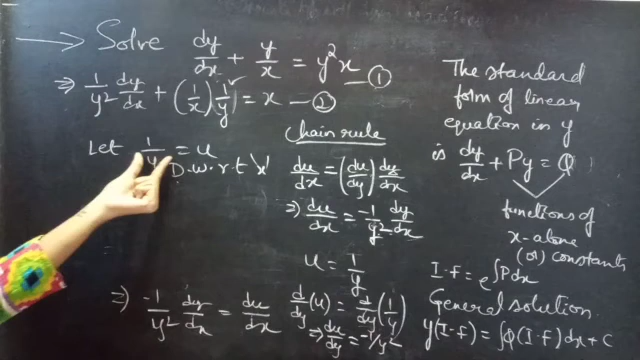 → Solve dy/dx + y/x = y²x —①
⇒ 1/y² dy/dx + (1/x)(1/y) = x —②
Let 1/y = u
D.w.r.t 'x'
⇒ -1/y² dy/dx = du/dx
Chain rule
du/dx = (du/dy) dy/dx
⇒ du/dx = -1/y² dy/dx
u = 1/y
d/dy (u) = d/dy (1/y)
⇒ du/dy = -1/y²
The standard
form of linear
equation in y
is dy/dx + Py = Q
functions of
x-alone
(or) constants
I.f = e^∫Pdx
General solution.
y(I.f) = ∫Q(I.f)dx + C